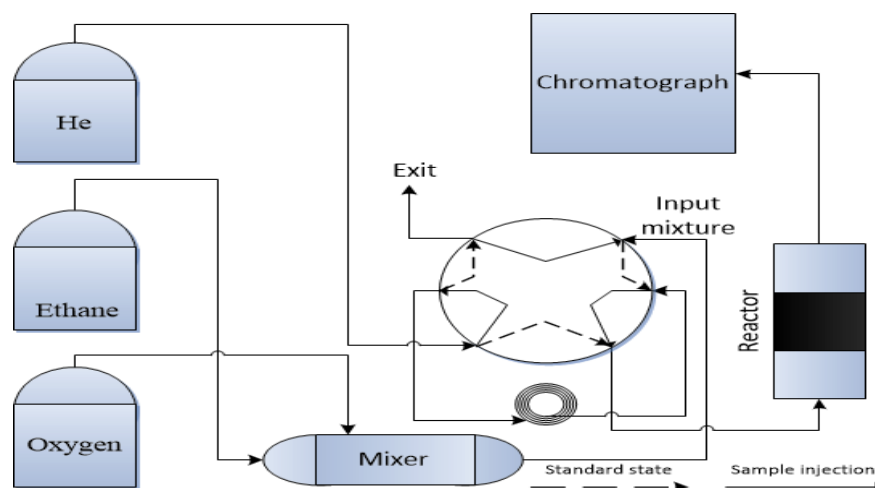 He
Ethane
Oxygen
Mixer
Exit
Input
mixture
Chromatograph
Reactor
Standard state
Sample injection